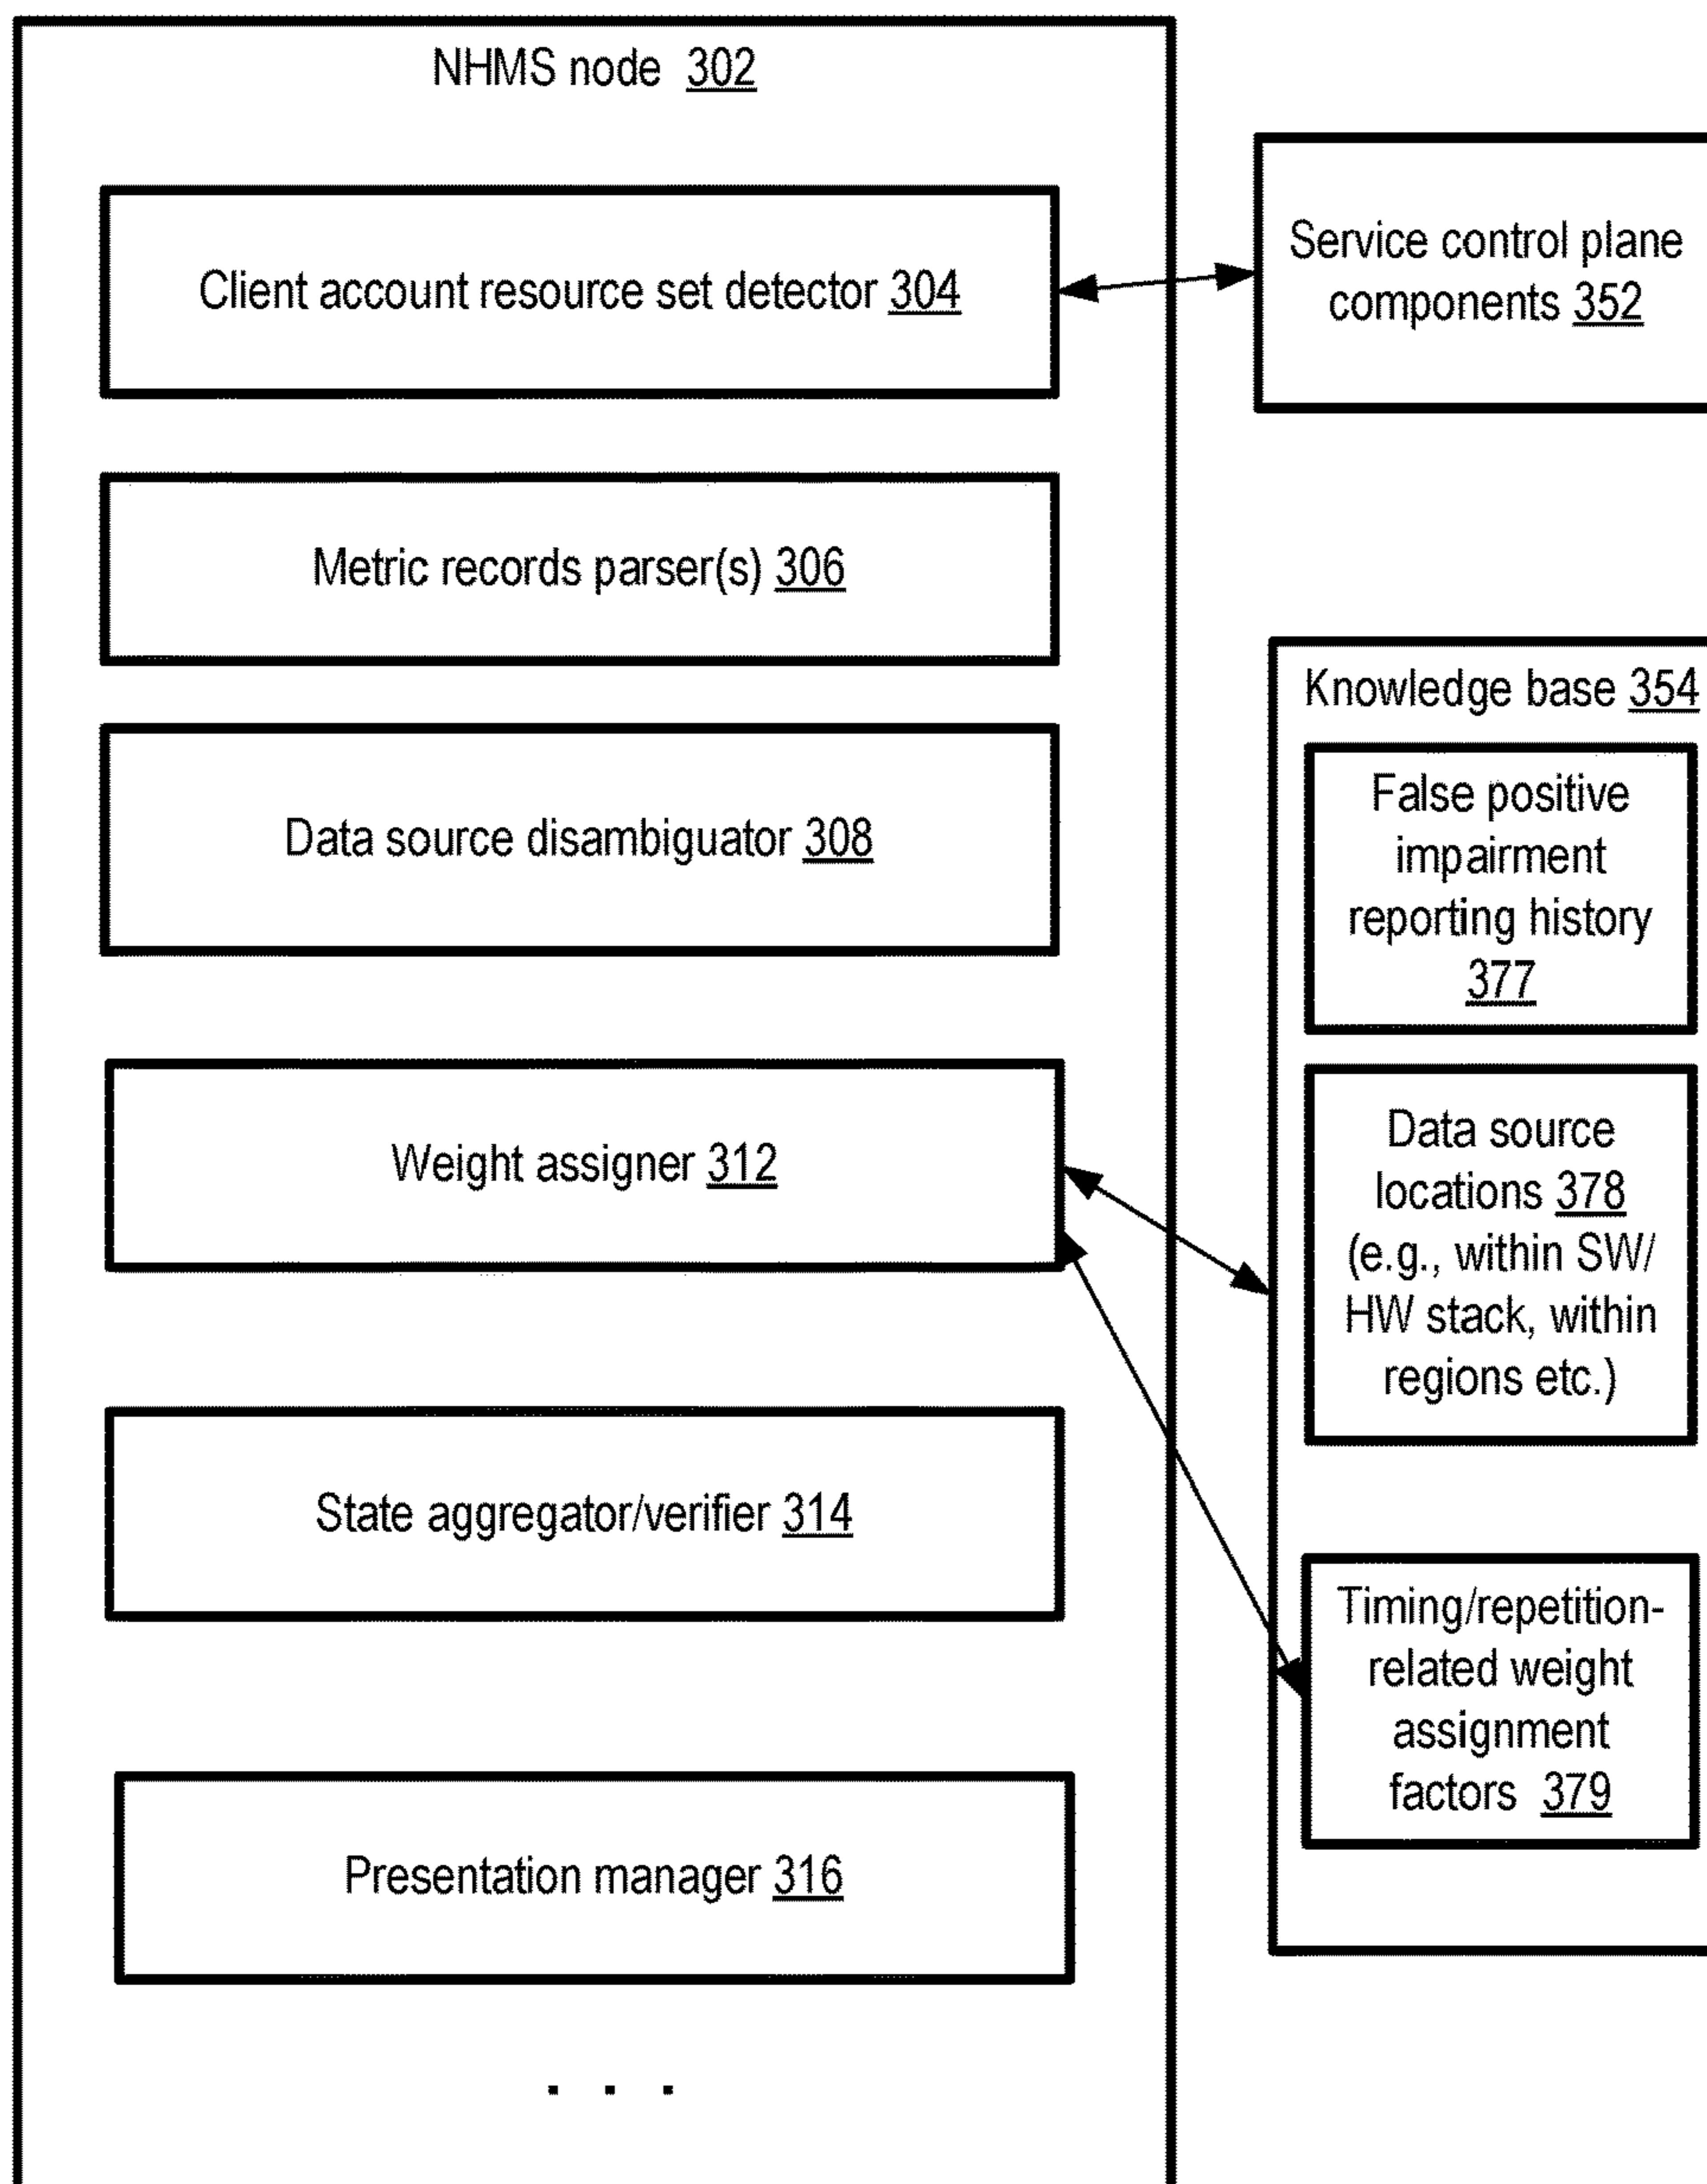 NHMS node 302
Client account resource set detector 304
Metric records parser(s) 306
Data source disambiguator 308
Weight assigner 312
State aggregator/verifier 314
Presentation manager 316
. . .
Service control plane
components 352
Knowledge base 354
False positive
impairment
reporting history
377
Data source
locations 378
(e.g., within SW/
HW stack, within
regions etc.)
Timing/repetition-
related weight
assignment
factors 379